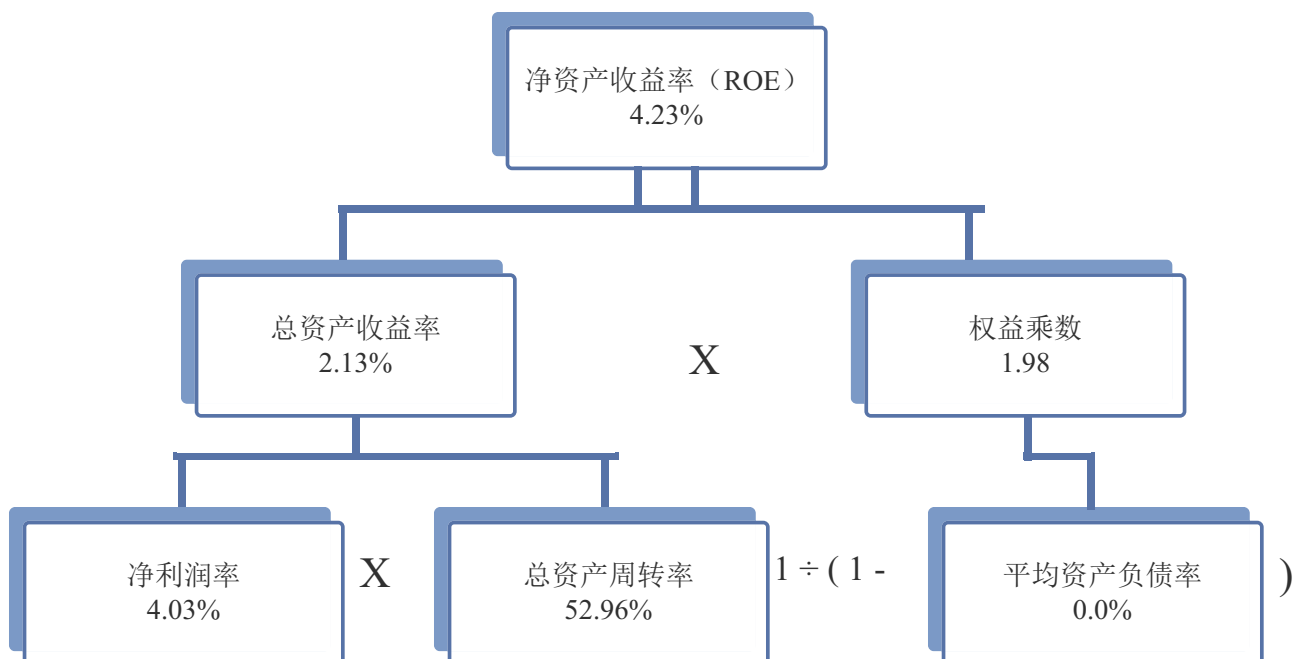 净资产收益率（ROE）
4.23%
总资产收益率
2.13%
X
权益乘数
1.98
净利润率
4.03%
X
总资产周转率
52.96%
1 ÷ ( 1 -
平均资产负债率
0.0%
)